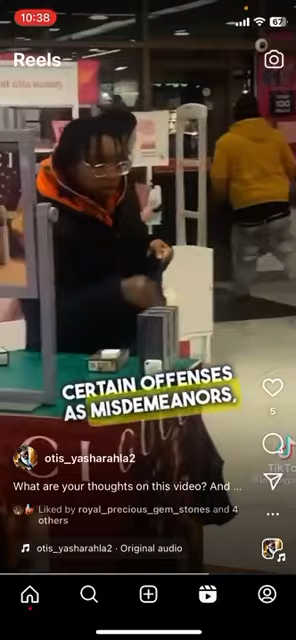 10:38
67
Reels
CERTAIN OFFENSES
AS MISDEMEANORS,
5
otis_yasharahla2
TikTo
What are your thoughts on this video? And ...
Liked by royal_precious_gem_stones and 4
others
otis_yasharahla2 · Original audio